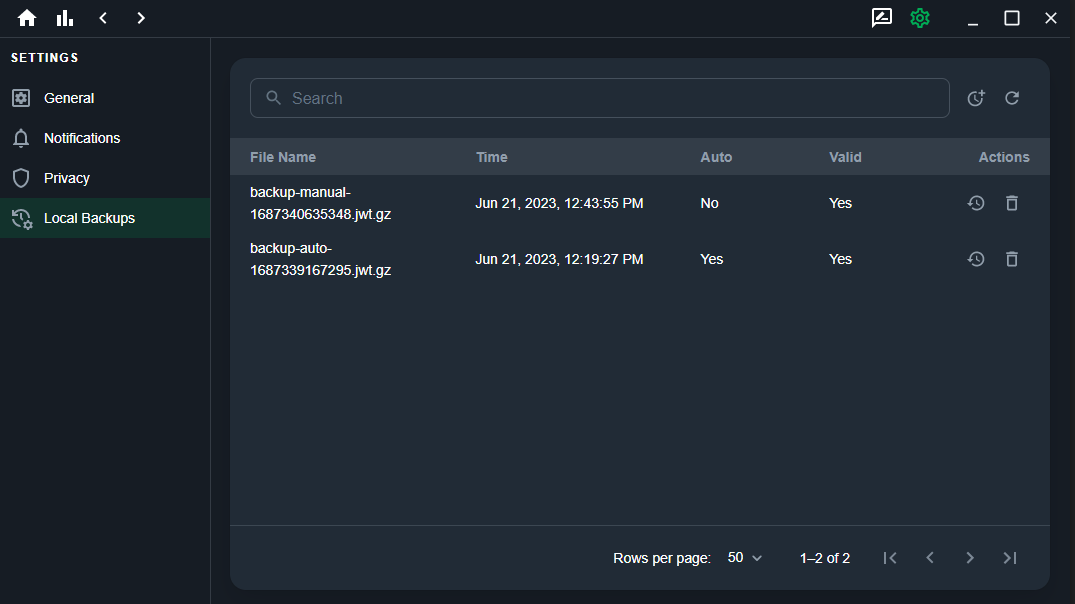 SETTINGS
General
Notifications
Privacy
Local Backups
Search
File Name Time Auto Valid Actions
backup-manual-
1687340635348.jwt.gz
Jun 21, 2023, 12:43:55 PM No Yes
backup-auto-
1687339167295.jwt.gz
Jun 21, 2023, 12:19:27 PM Yes Yes
Rows per page: 50 1–2 of 2